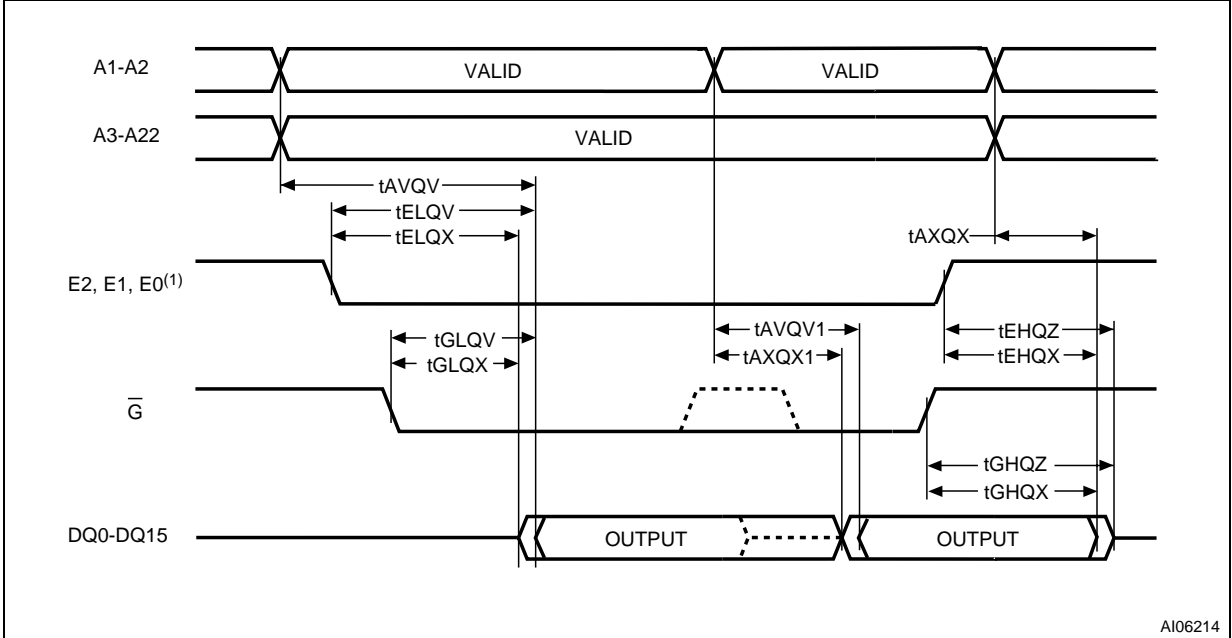 A1-A2 VALID VALID
A3-A22 VALID
tAVQV
tELQV
tELQX tAXQX
E2, E1, E0(1)
tGLQV tAVQV1 tEHQZ
tGLQX tAXQX1 tEHQX
G̅
tGHQZ
tGHQX
DQ0-DQ15 OUTPUT OUTPUT
AI06214